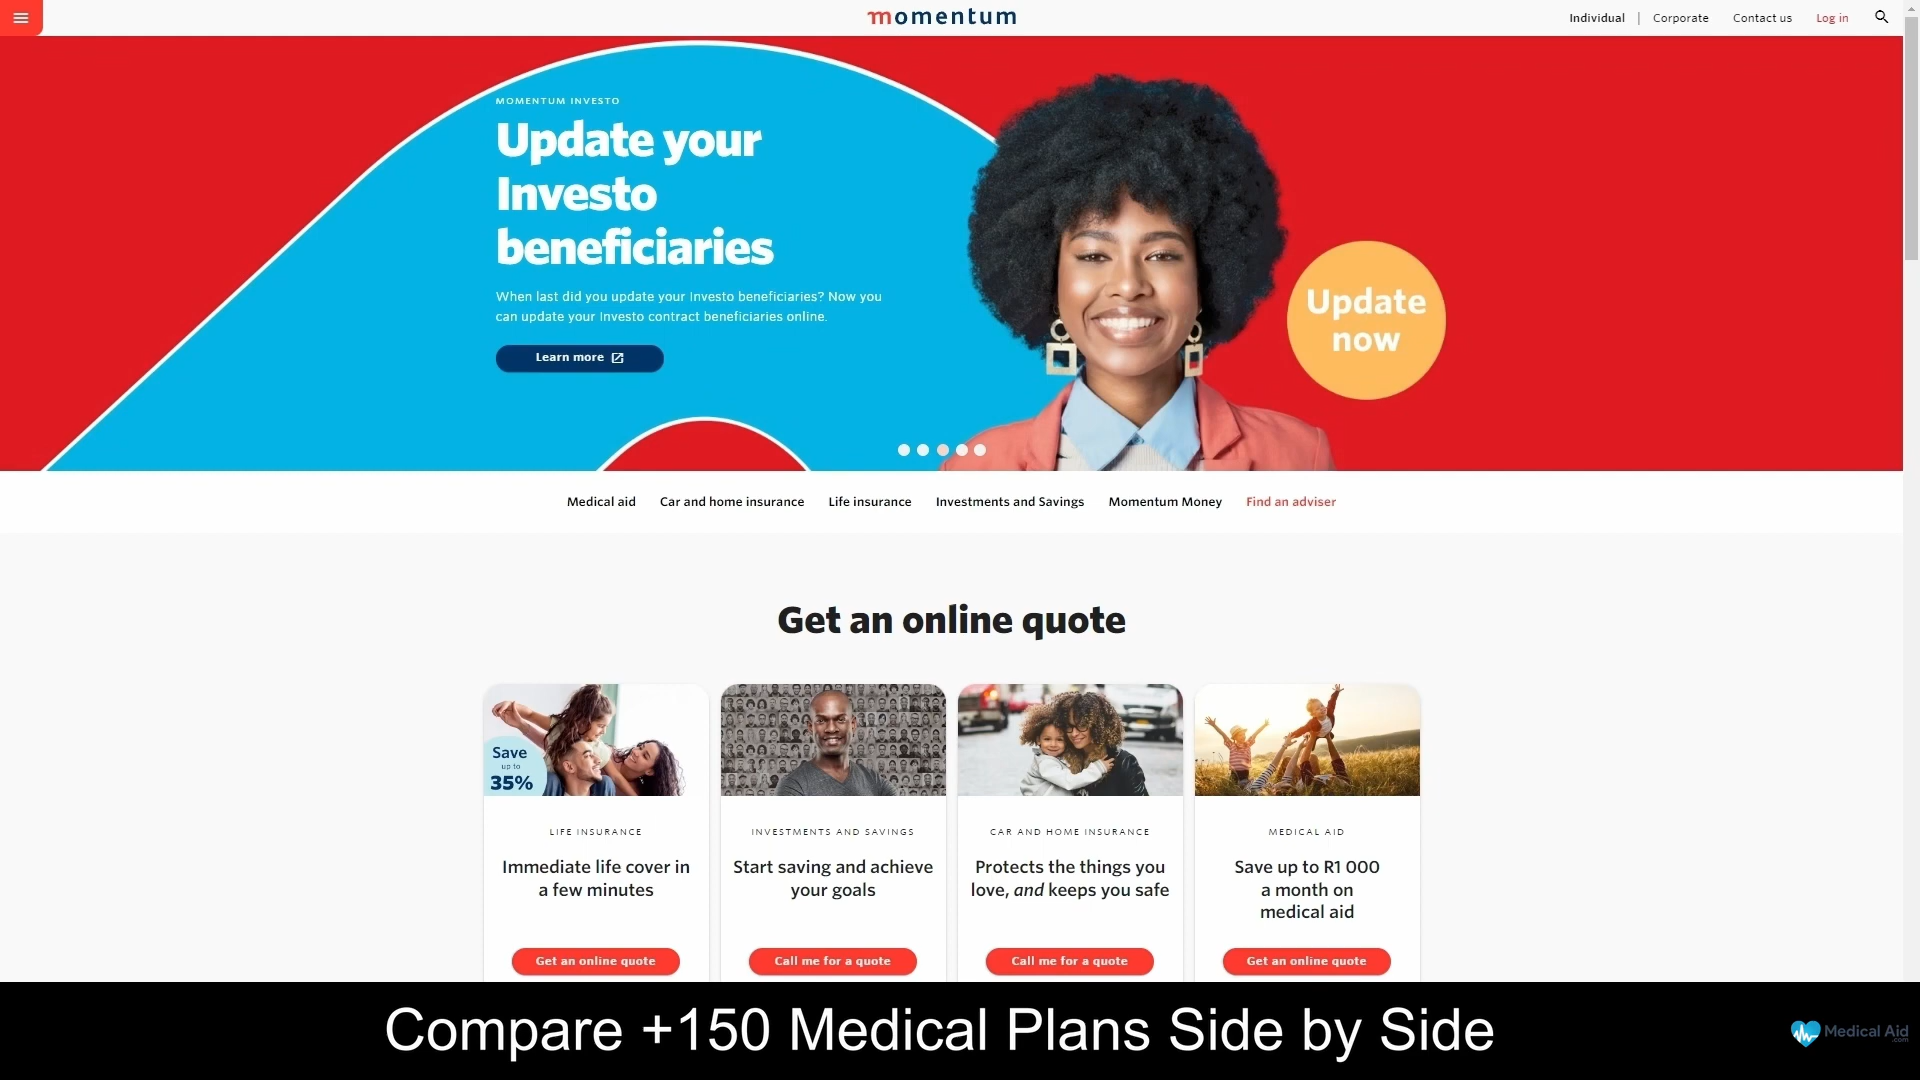 momentum
Individual | Corporate Contact us Log in
MOMENTUM INVESTO
Update your
Investo
beneficiaries
When last did you update your Investo beneficiaries? Now you
can update your Investo contract beneficiaries online.
Learn more
Update
now
Medical aid Car and home insurance Life insurance Investments and Savings Momentum Money Find an adviser
Get an online quote
Save
up to
35%
LIFE INSURANCE
Immediate life cover in
a few minutes
Get an online quote
INVESTMENTS AND SAVINGS
Start saving and achieve
your goals
Call me for a quote
CAR AND HOME INSURANCE
Protects the things you
love, and keeps you safe
Call me for a quote
MEDICAL AID
Save up to R1 000
a month on
medical aid
Get an online quote
Compare +150 Medical Plans Side by Side
Medical Aid
.com